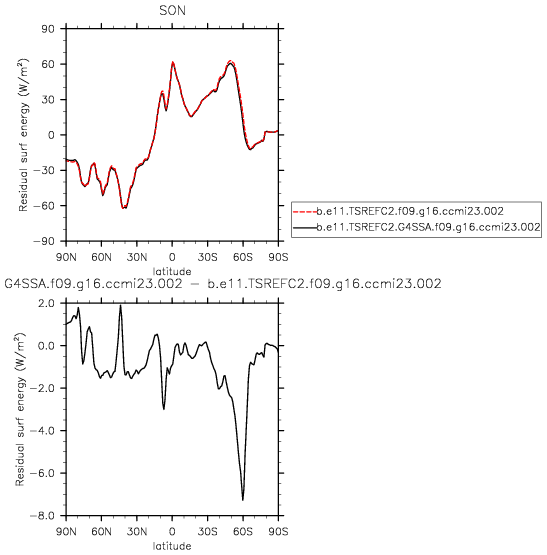 SON
90
60
30
0
−30
−60
−90
Residual surf energy (W/m²)
90N 60N 30N 0 30S 60S 90S
latitude
b.e11.TSREFC2.f09.g16.ccmi23.002
b.e11.TSREFC2.G4SSA.f09.g16.ccmi23.002
G4SSA.f09.g16.ccmi23.002 − b.e11.TSREFC2.f09.g16.ccmi23.002
2.0
0.0
−2.0
−4.0
−6.0
−8.0
Residual surf energy (W/m²)
90N 60N 30N 0 30S 60S 90S
latitude